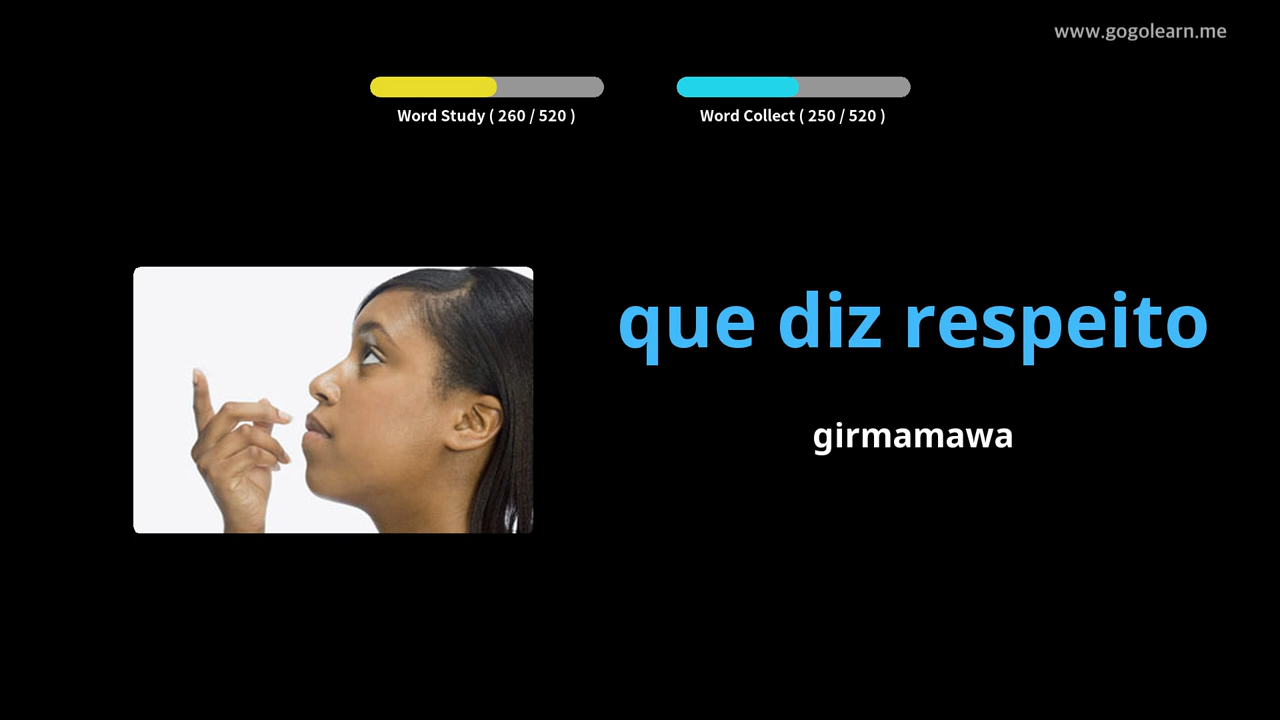 www.gogolearn.me
Word Study ( 260 / 520 )
Word Collect ( 250 / 520 )
que diz respeito
girmamawa